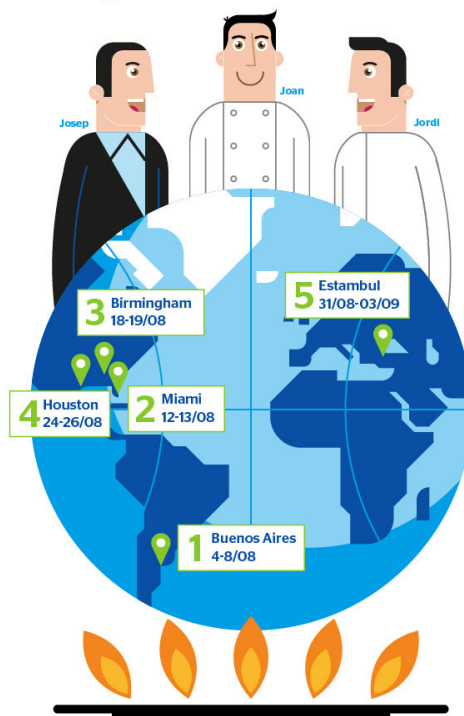 Joan
Josep
Jordi
5 Estambul
31/08-03/09
3 Birmingham
18-19/08
4 Houston
24-26/08
2 Miami
12-13/08
1 Buenos Aires
4-8/08